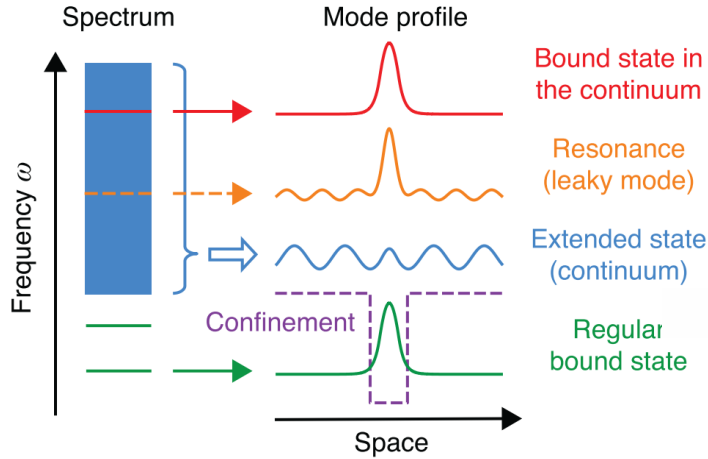 Spectrum
Mode profile
Frequency ω
Bound state in
the continuum
Resonance
(leaky mode)
Extended state
(continuum)
Confinement
Regular
bound state
Space